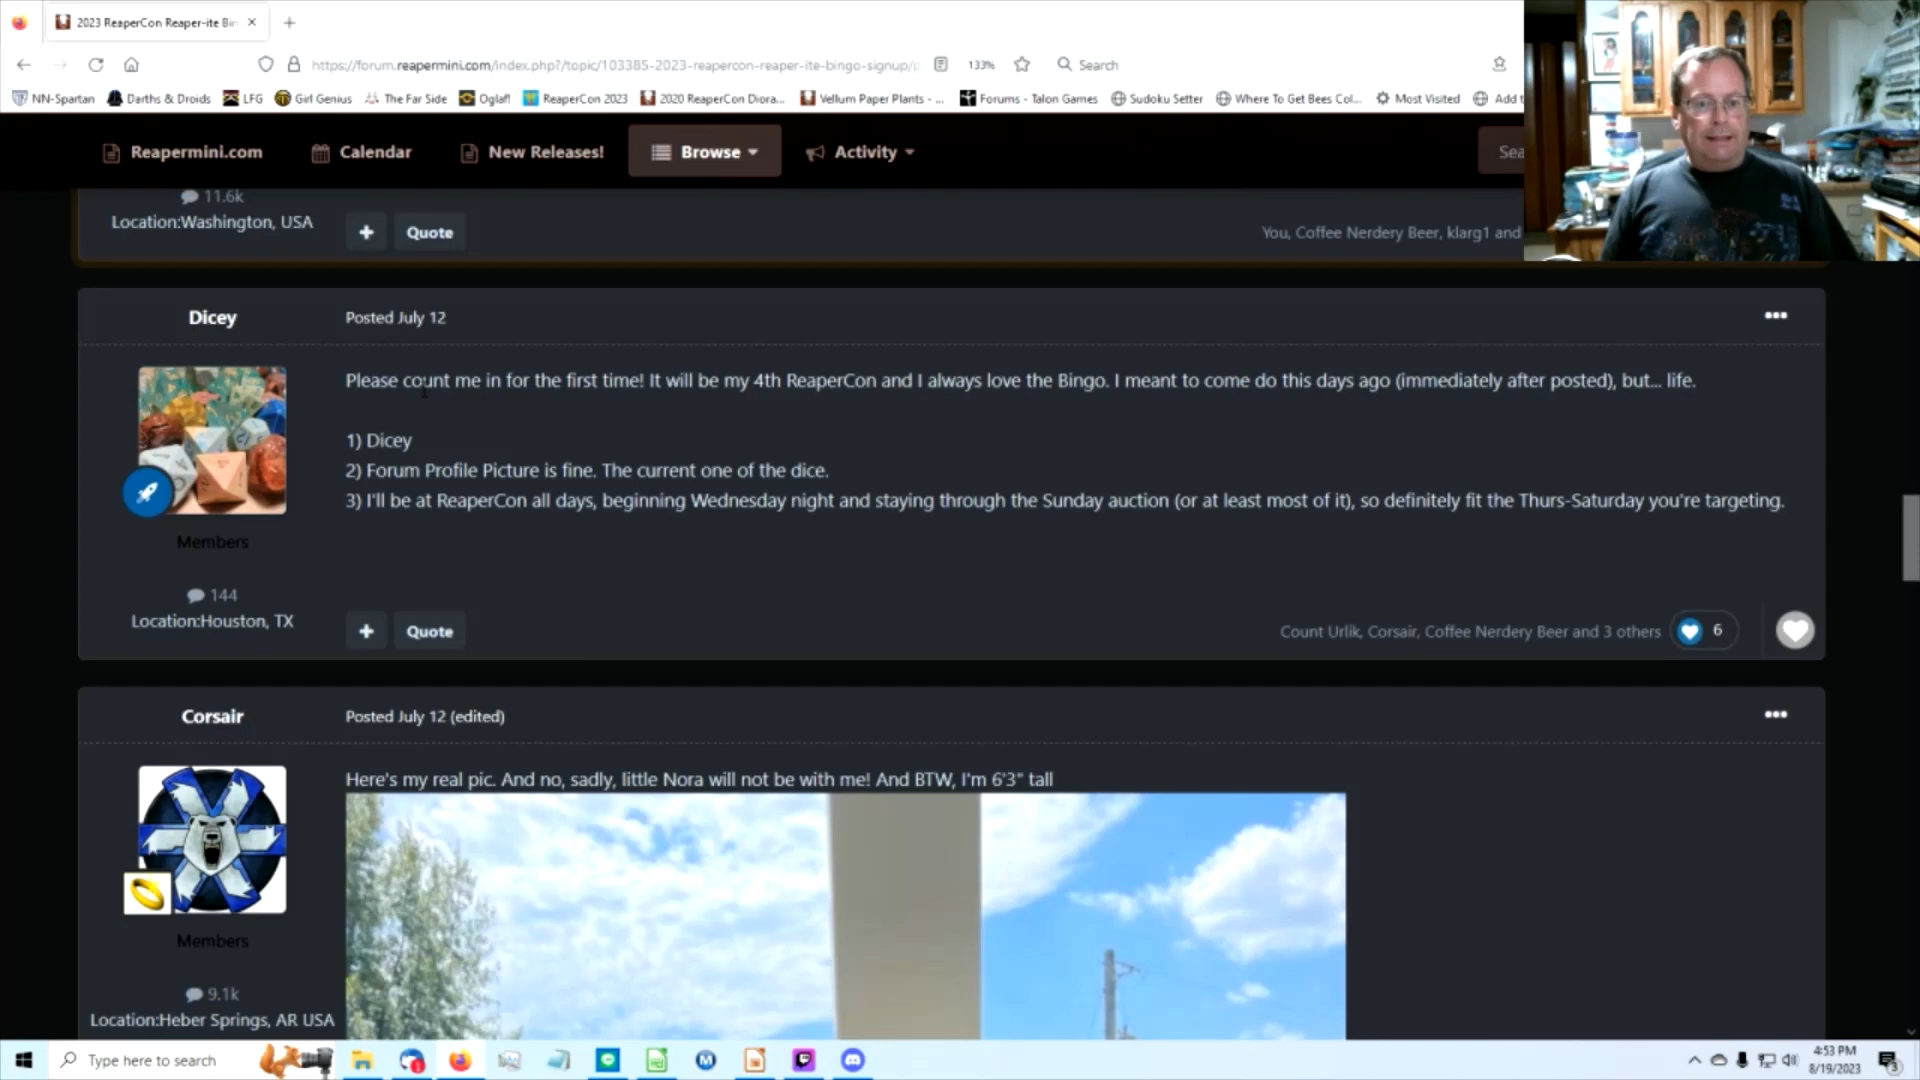 2023 ReaperCon Reaper-ite Bin
https://forum.reapermini.com/index.php?/topic/103385-2023-reapercon-reaper-ite-bingo-signup/p
133%
Search
NN-Spartan
Darths & Droids
LFG
Girl Genius
The Far Side
Oglaf!
ReaperCon 2023
2020 ReaperCon Diora...
Vellum Paper Plants - ...
Forums - Talon Games
Sudoku Setter
Where To Get Bees Col...
Most Visited
Add t
Reapermini.com
Calendar
New Releases!
Browse
Activity
Sea
11.6k
Location:Washington, USA
+ Quote
You, Coffee Nerdery Beer, klarg1 and
Dicey
Posted July 12
Please count me in for the first time! It will be my 4th ReaperCon and I always love the Bingo. I meant to come do this days ago (immediately after posted), but... life.
1) Dicey
2) Forum Profile Picture is fine. The current one of the dice.
3) I'll be at ReaperCon all days, beginning Wednesday night and staying through the Sunday auction (or at least most of it), so definitely fit the Thurs-Saturday you're targeting.
Members
144
Location:Houston, TX
+ Quote
Count Urlik, Corsair, Coffee Nerdery Beer and 3 others
6
Corsair
Posted July 12 (edited)
Here's my real pic. And no, sadly, little Nora will not be with me! And BTW, I'm 6'3" tall
Members
9.1k
Location:Heber Springs, AR USA
Type here to search
4:53 PM
8/19/2023
3